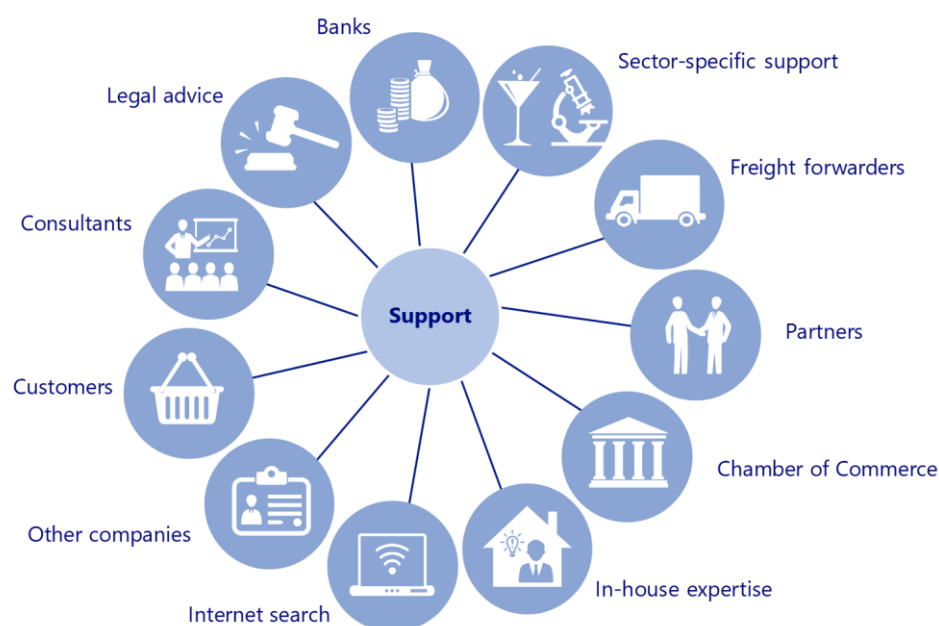 Banks
Sector-specific support
Legal advice
Freight forwarders
Consultants
Support
Partners
Customers
Chamber of Commerce
Other companies
In-house expertise
Internet search